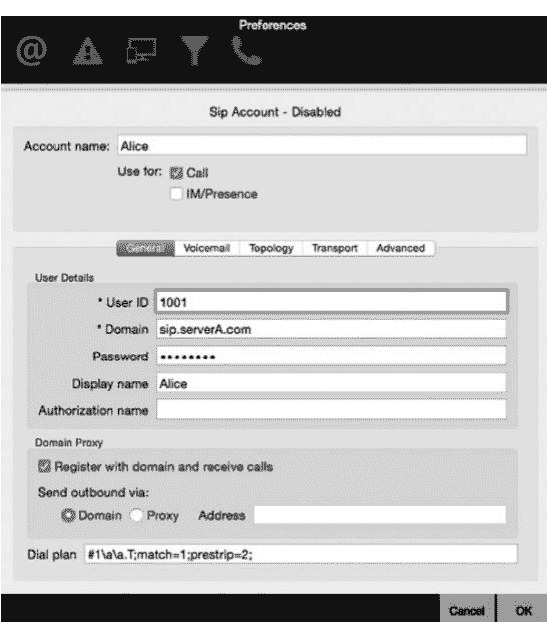 Preferences
Sip Account - Disabled
Account name: Alice
Use for: Call
IM/Presence
General Voicemail Topology Transport Advanced
User Details
* User ID 1001
* Domain sip.serverA.com
Password ••••••••
Display name Alice
Authorization name
Domain Proxy
Register with domain and receive calls
Send outbound via:
Domain Proxy Address
Dial plan #1\a\a.T;match=1;prestrip=2;
Cancel OK